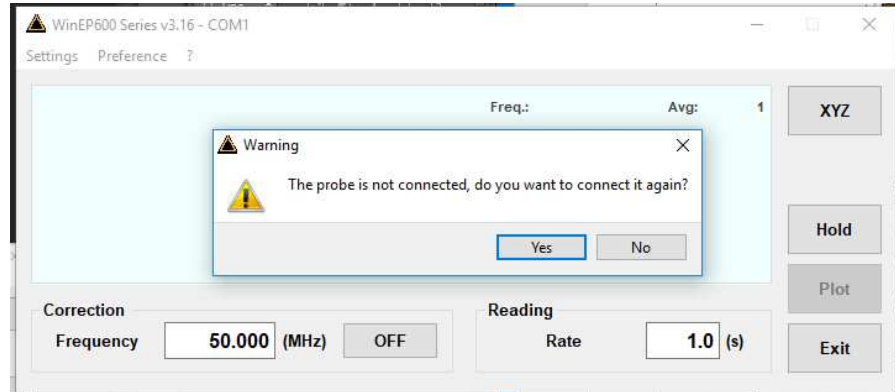 WinEP600 Series v3.16 - COM1
Settings Preference ?
Freq.: Avg: 1
XYZ
Warning
The probe is not connected, do you want to connect it again?
Yes No
Hold
Plot
Correction
Frequency 50.000 (MHz) OFF
Reading
Rate 1.0 (s)
Exit